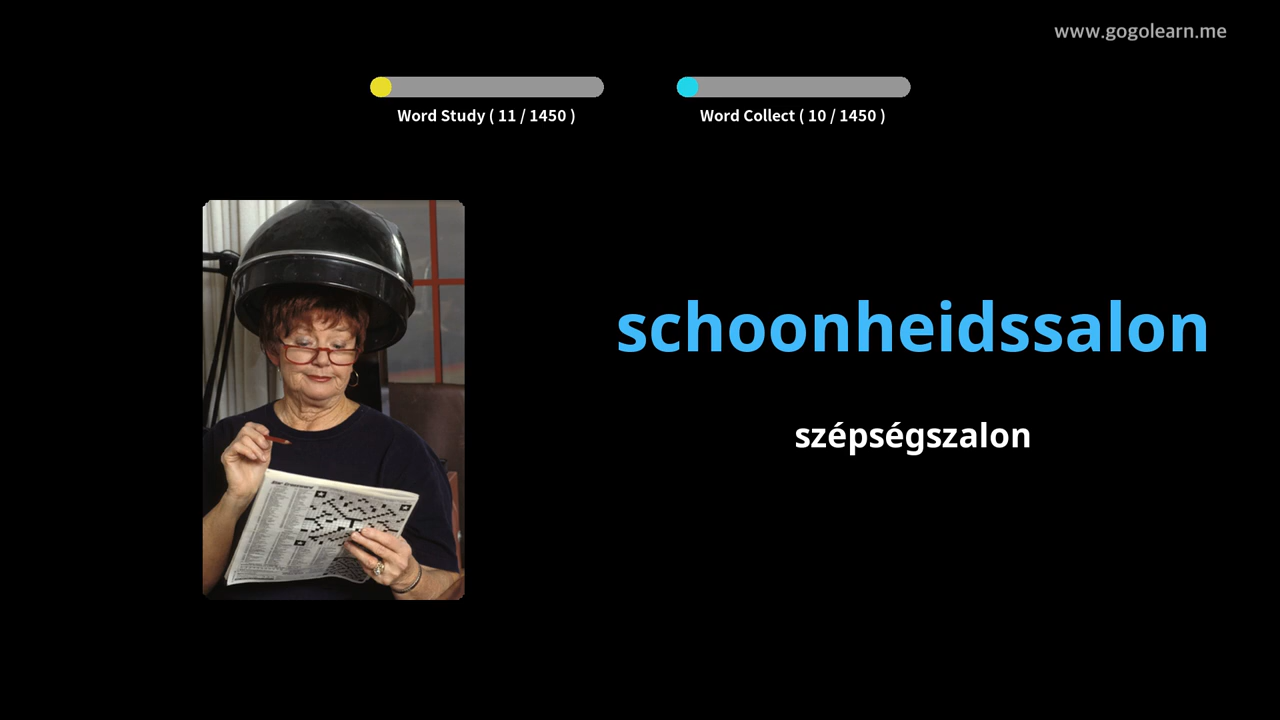 www.gogolearn.me
Word Study ( 11 / 1450 )
Word Collect ( 10 / 1450 )
schoonheidssalon
szépségszalon